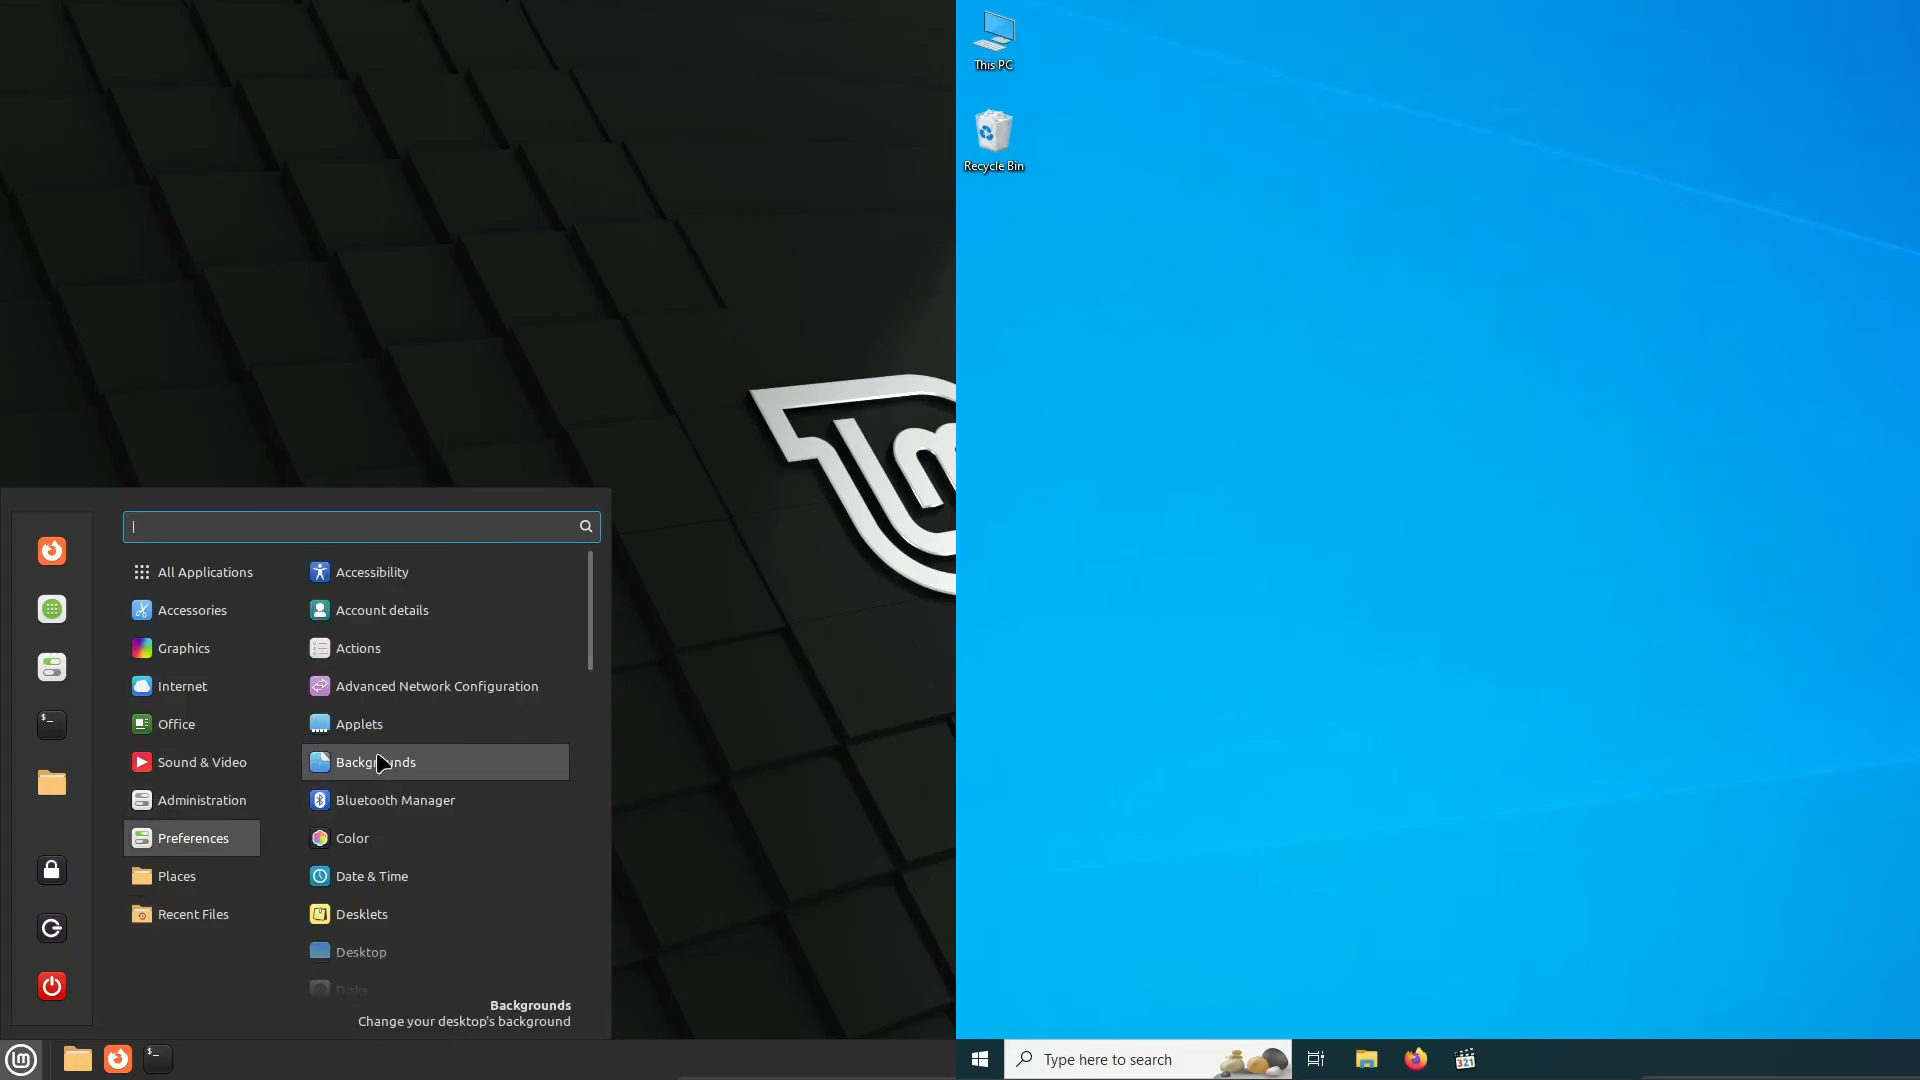 This PC
Recycle Bin
All Applications
Accessories
Graphics
Internet
Office
Sound & Video
Administration
Preferences
Places
Recent Files
Accessibility
Account details
Actions
Advanced Network Configuration
Applets
Backgrounds
Bluetooth Manager
Color
Date & Time
Desklets
Desktop
Disks
Backgrounds
Change your desktop's background
Type here to search
321